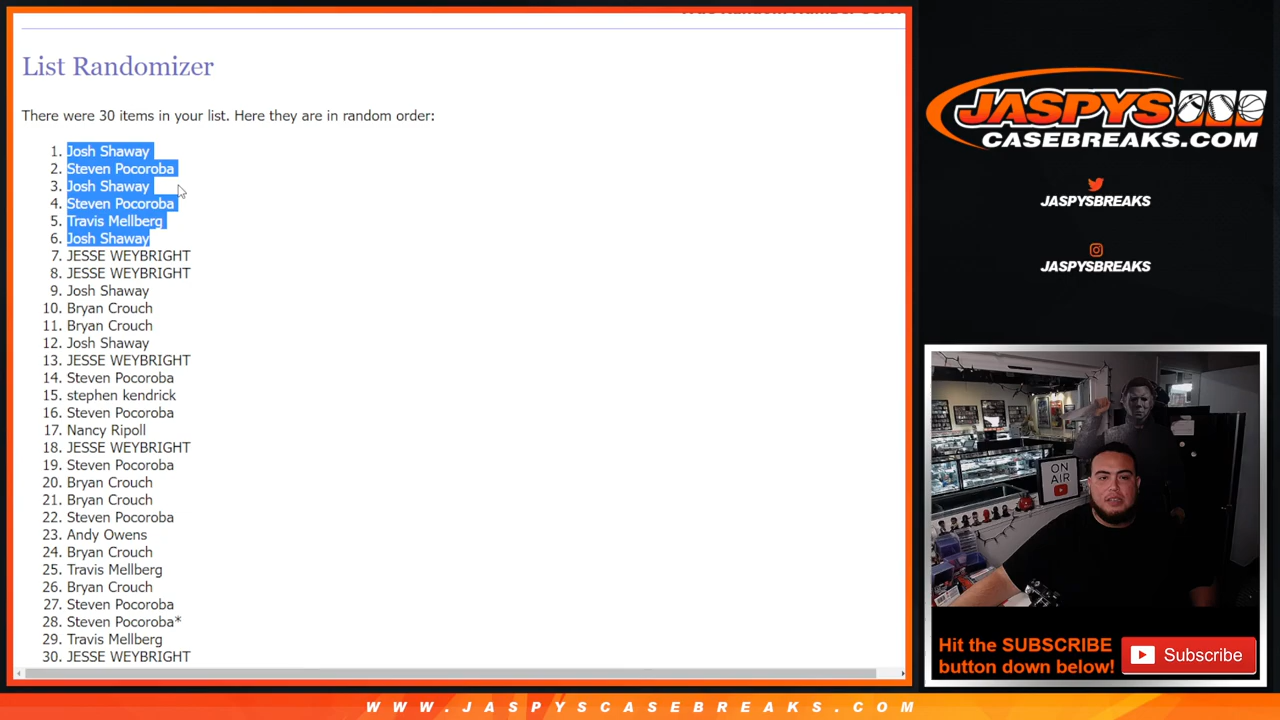 List Randomizer
There were 30 items in your list. Here they are in random order:
1. Josh Shaway
2. Steven Pocoroba
3. Josh Shaway
4. Steven Pocoroba
5. Travis Mellberg
6. Josh Shaway
7. JESSE WEYBRIGHT
8. JESSE WEYBRIGHT
9. Josh Shaway
10. Bryan Crouch
11. Bryan Crouch
12. Josh Shaway
13. JESSE WEYBRIGHT
14. Steven Pocoroba
15. stephen kendrick
16. Steven Pocoroba
17. Nancy Ripoll
18. JESSE WEYBRIGHT
19. Steven Pocoroba
20. Bryan Crouch
21. Bryan Crouch
22. Steven Pocoroba
23. Andy Owens
24. Bryan Crouch
25. Travis Mellberg
26. Bryan Crouch
27. Steven Pocoroba
28. Steven Pocoroba*
29. Travis Mellberg
30. JESSE WEYBRIGHT
JASPYS
CASEBREAKS.COM
JASPYSBREAKS
JASPYSBREAKS
ON
AIR
Hit the SUBSCRIBE
button down below!
Subscribe
WWW.JASPYSCASEBREAKS.COM